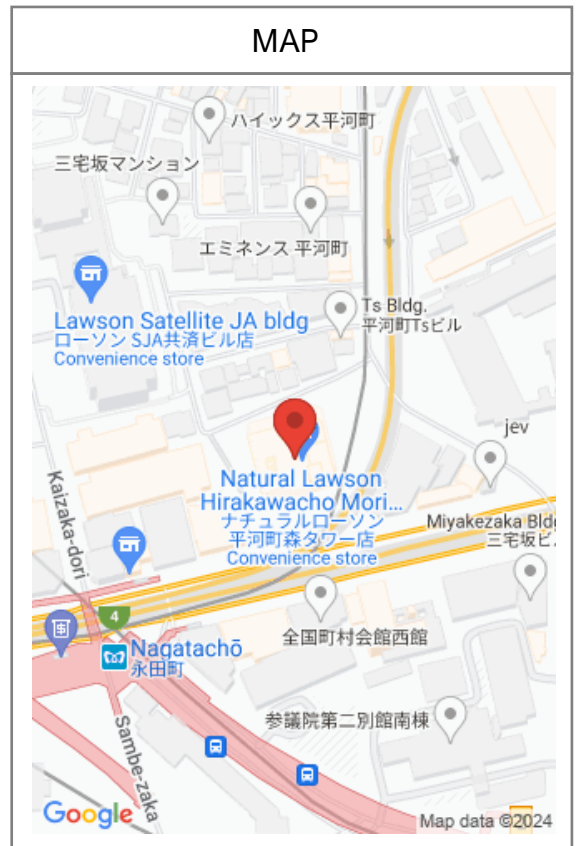 MAP
ハイックス平河町
三宅坂マンション
エミネンス 平河町
Ts Bldg.
平河町Tsビル
Lawson Satellite JA bldg
ローソン SJA共済ビル店
Convenience store
jev
Natural Lawson
Hirakawacho Mori...
ナチュラルローソン
平河町森タワー店
Convenience store
Kaizaka-dori
Miyakezaka Bld
三宅坂ビ
4
全国町村会館西館
Nagatachō
永田町
参議院第二別館南棟
Sambe-zaka
Google
Map data ©2024